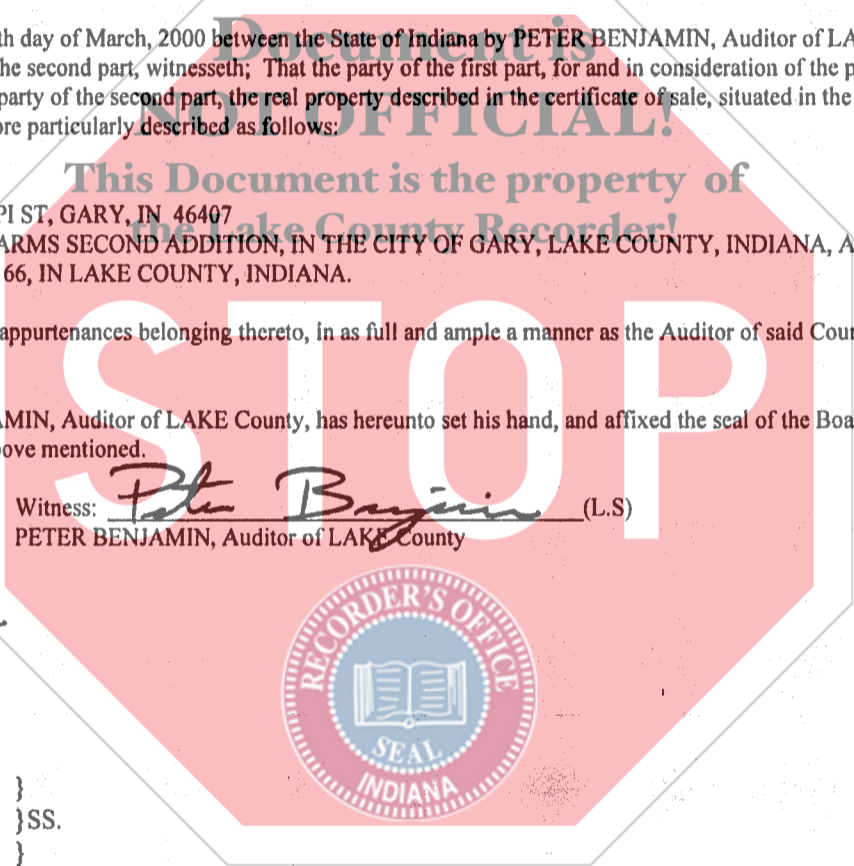 th day of March, 2000 between the State of Indiana by PETER BENJAMIN, Auditor of LA
Document is
he second part, witnesseth; That the party of the first part, for and in consideration of the p
party of the second part, the real property described in the certificate of sale, situated in the
NOT OFFICIAL!
ore particularly described as follows:
This Document is the property of
PI ST, GARY, IN 46407
the Lake County Recorder!
ARMS SECOND ADDITION, IN THE CITY OF GARY, LAKE COUNTY, INDIANA, A
66, IN LAKE COUNTY, INDIANA.
appurtenances belonging thereto, in as full and ample a manner as the Auditor of said Coun
STOP
AMIN, Auditor of LAKE County, has hereunto set his hand, and affixed the seal of the Boa
ove mentioned.
Witness: Peter Benjamin (L.S)
PETER BENJAMIN, Auditor of LAKE County
RECORDER'S OFFICE
SEAL
INDIANA
}
}SS.
}